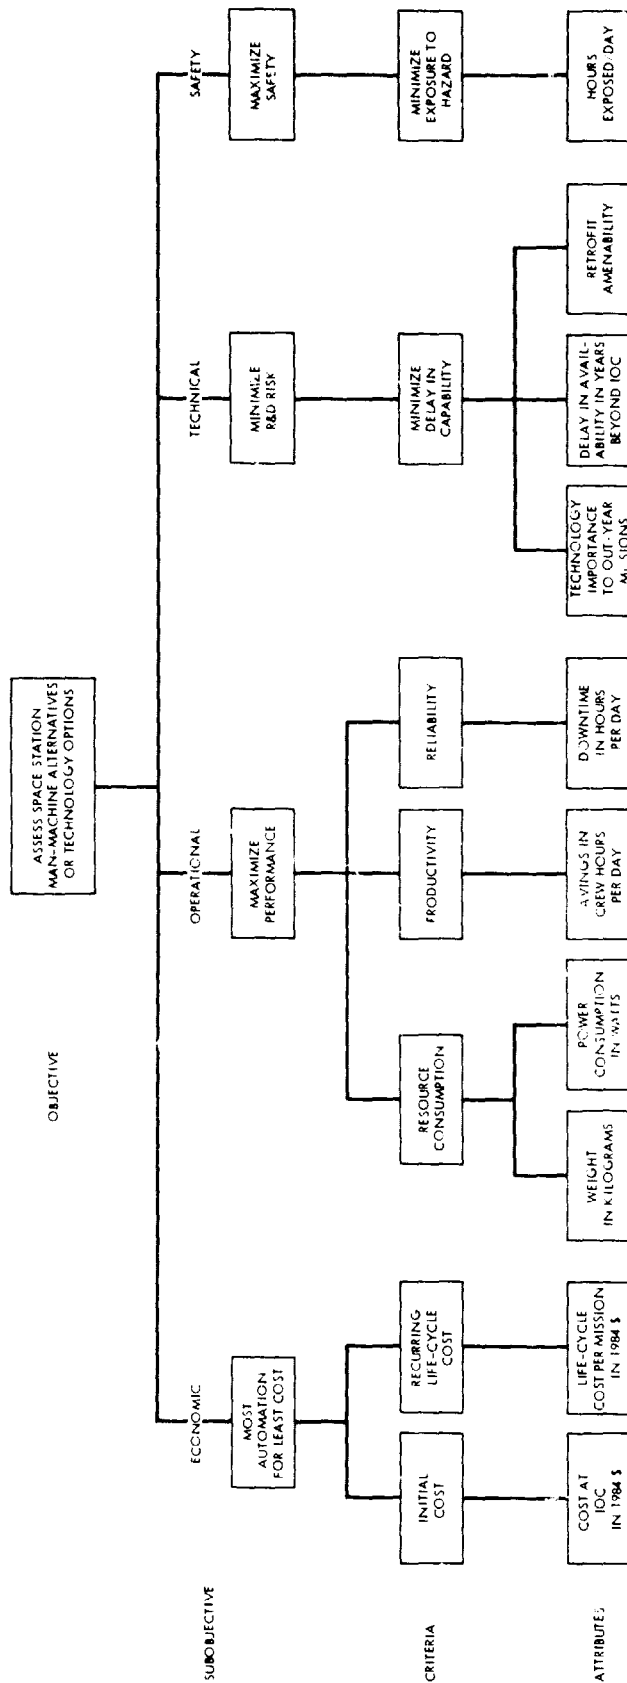 OBJECTIVE
ASSESS SPACE STATION
MAN-MACHINE ALTERNATIVES
OR TECHNOLOGY OPTIONS
SUBOBJECTIVE
ECONOMIC
MOST
AUTOMATION
FOR LEAST COST
OPERATIONAL
MAXIMIZE
PERFORMANCE
TECHNICAL
MINIMIZE
R&D RISK
SAFETY
MAXIMIZE
SAFETY
CRITERIA
INITIAL
COST
RECURRING
LIFE-CYCLE
COST
RESOURCE
CONSUMPTION
PRODUCTIVITY
RELIABILITY
MINIMIZE
DELAY IN
CAPABILITY
MINIMIZE
EXPOSURE TO
HAZARD
ATTRIBUTES
COST AT
IOC
IN 1984 $
LIFE-CYCLE
COST PER MISSION
IN 1984 $
WEIGHT
IN KILOGRAMS
POWER
CONSUMPTION
IN WATTS
AVINGS IN
CREW HOURS
PER DAY
DOWNTIME
IN HOURS
PER DAY
TECHNOLOGY
IMPORTANCE
TO OUT-YEAR
DELAY IN AVAIL-
ABILITY IN YEARS
BEYOND IOC
RETROFIT
AMENABILITY
HOURS
EXPOSED/DAY